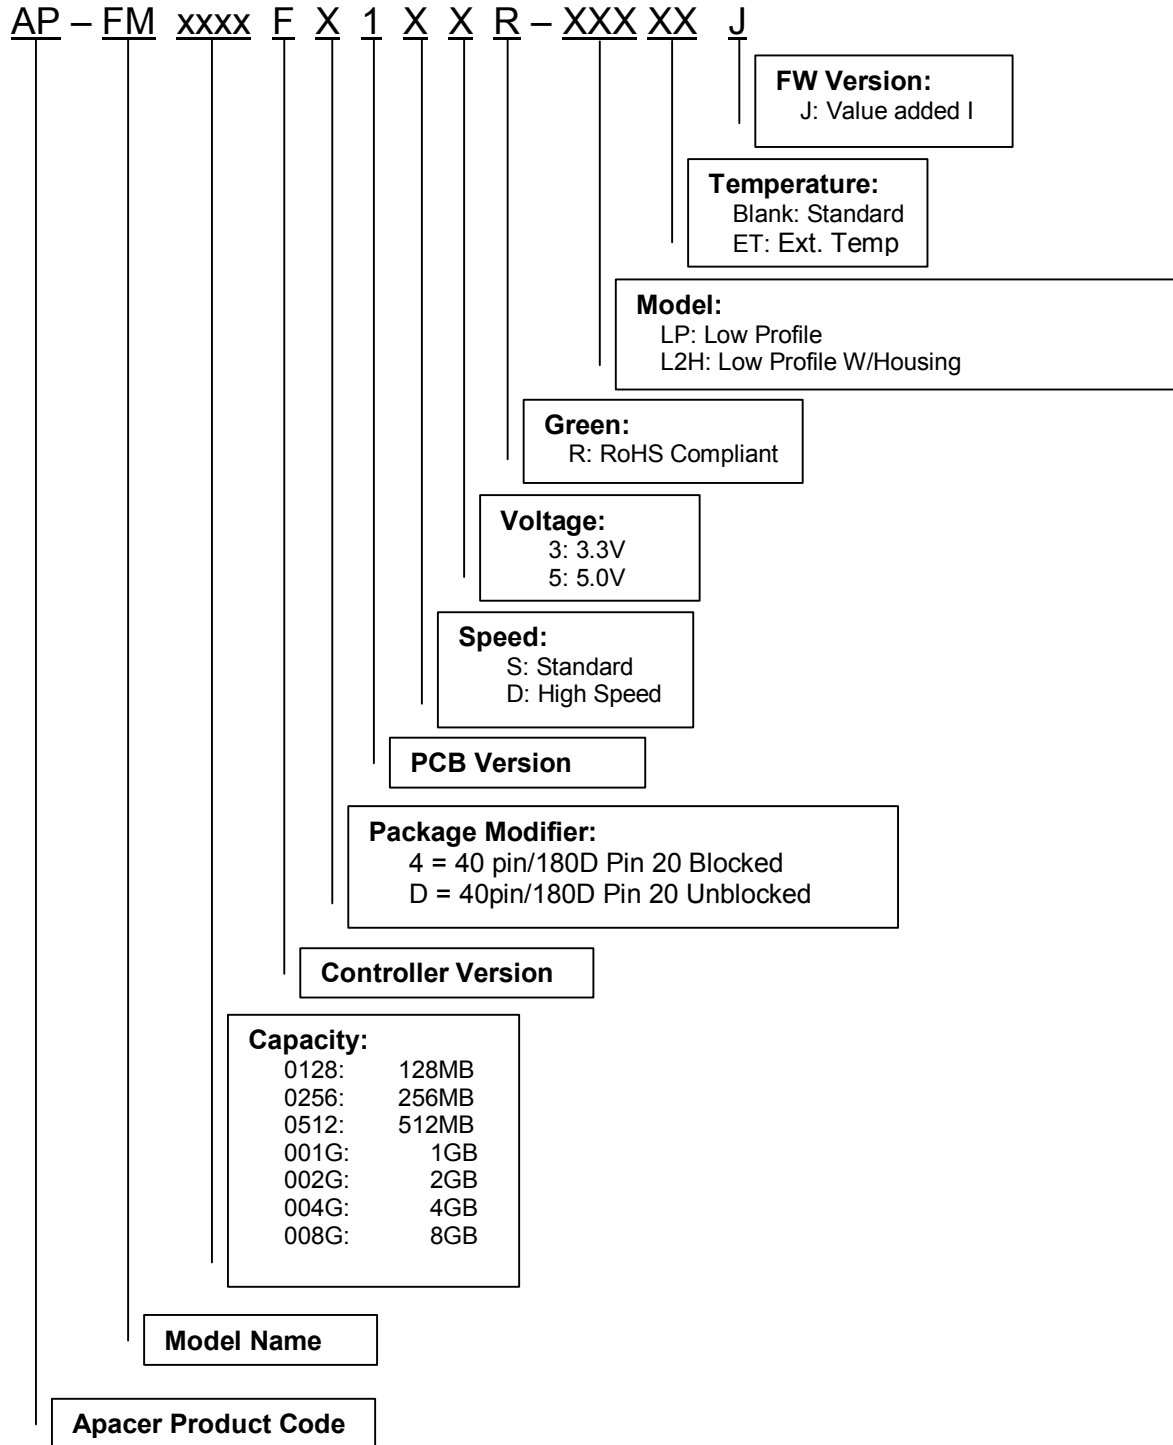 AP – FM xxxx F X 1 X X R – XXX XX J
FW Version:
J: Value added I
Temperature:
Blank: Standard
ET: Ext. Temp
Model:
LP: Low Profile
L2H: Low Profile W/Housing
Green:
R: RoHS Compliant
Voltage:
3: 3.3V
5: 5.0V
Speed:
S: Standard
D: High Speed
PCB Version
Package Modifier:
4 = 40 pin/180D Pin 20 Blocked
D = 40pin/180D Pin 20 Unblocked
Controller Version
Capacity:
0128: 128MB
0256: 256MB
0512: 512MB
001G: 1GB
002G: 2GB
004G: 4GB
008G: 8GB
Model Name
Apacer Product Code